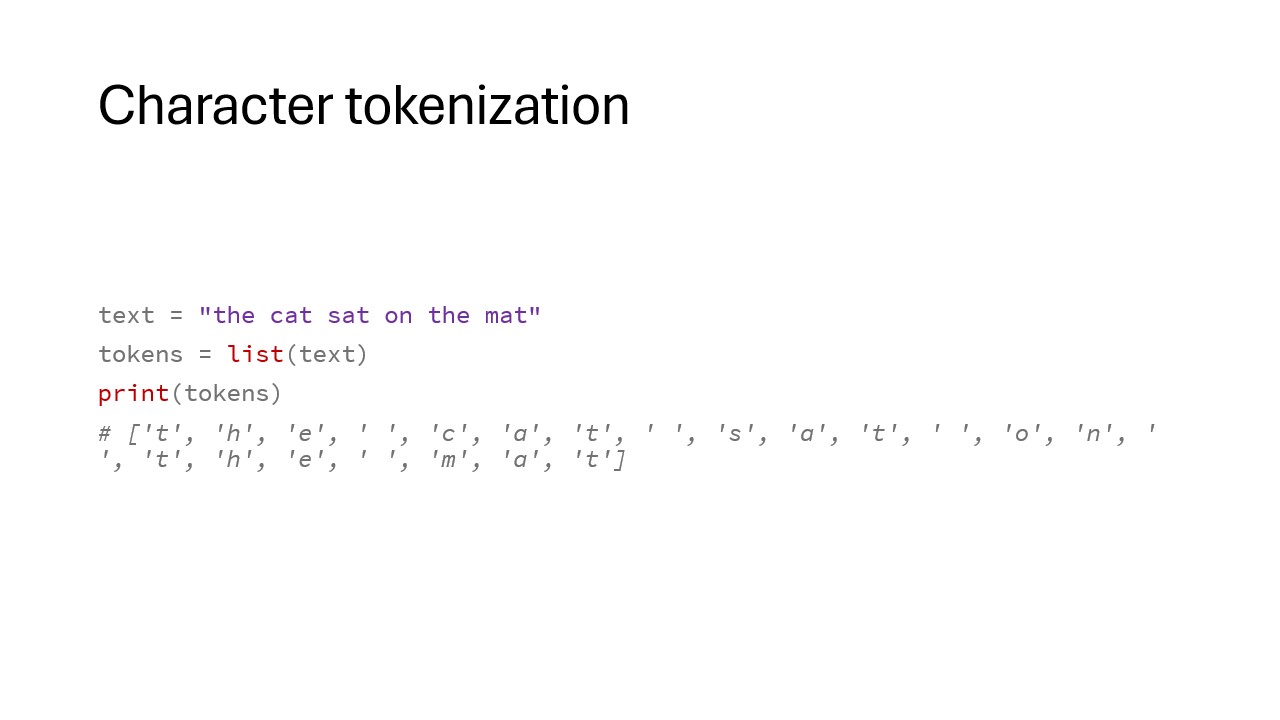 Character tokenization
text = "the cat sat on the mat"
tokens = list(text)
print(tokens)
# ['t', 'h', 'e', ' ', 'c', 'a', 't', ' ', 's', 'a', 't', ' ', 'o', 'n', '
', 't', 'h', 'e', ' ', 'm', 'a', 't']